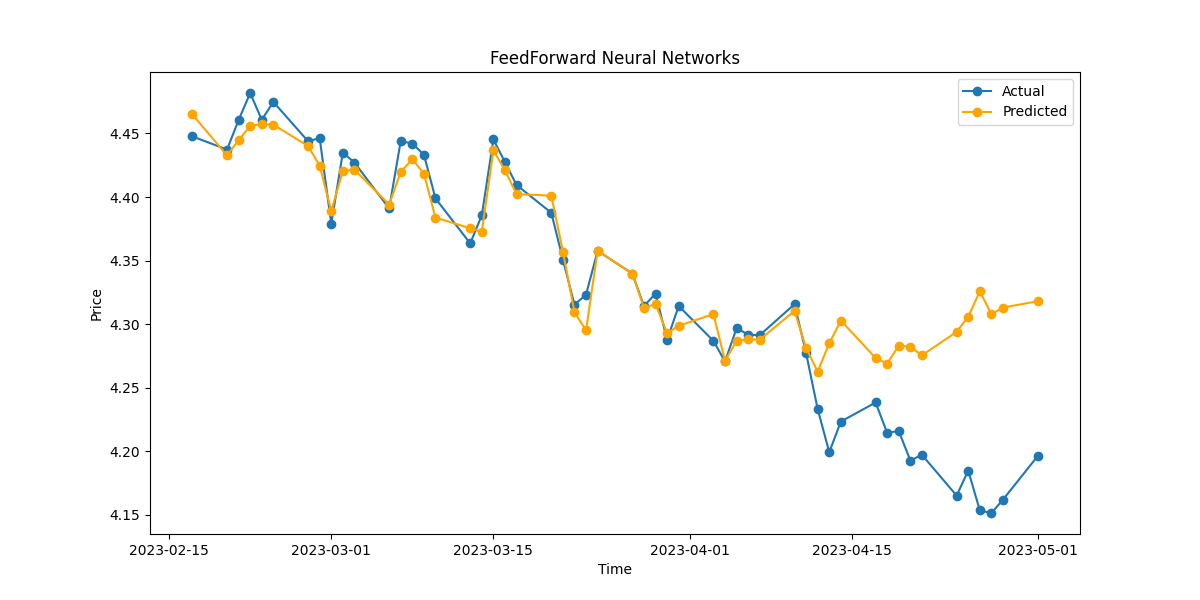 FeedForward Neural Networks
Actual
Predicted
4.45
4.40
4.35
4.30
4.25
4.20
4.15
Price
2023-02-15
2023-03-01
2023-03-15
2023-04-01
2023-04-15
2023-05-01
Time